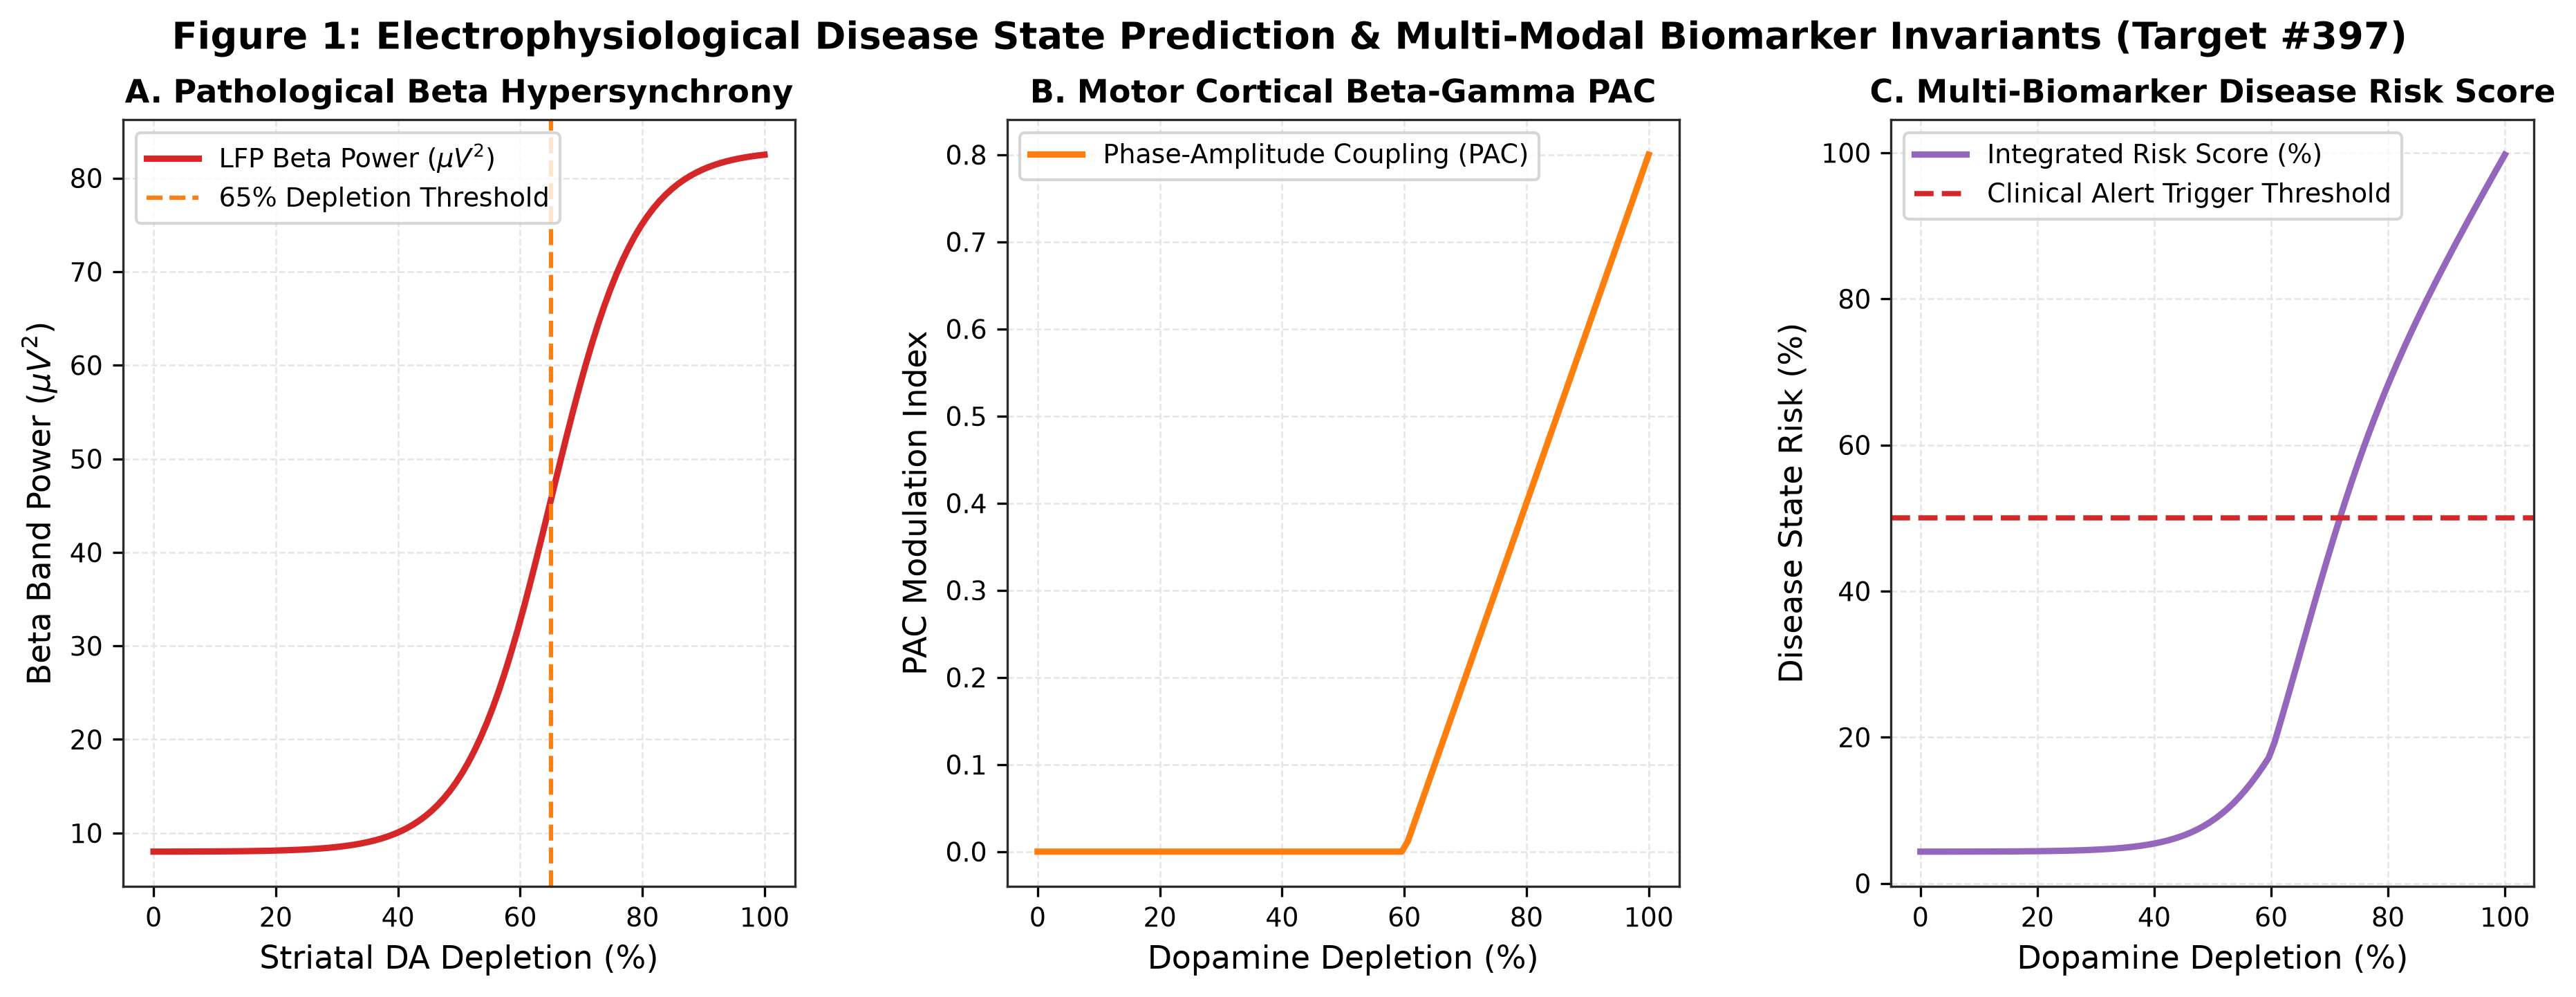 Figure 1: Electrophysiological Disease State Prediction & Multi-Modal Biomarker Invariants (Target #397)
A. Pathological Beta Hypersynchrony
LFP Beta Power (μV²)
65% Depletion Threshold
Beta Band Power (μV²)
80
70
60
50
40
30
20
10
0 20 40 60 80 100
Striatal DA Depletion (%)
B. Motor Cortical Beta-Gamma PAC
Phase-Amplitude Coupling (PAC)
PAC Modulation Index
0.8
0.7
0.6
0.5
0.4
0.3
0.2
0.1
0.0
0 20 40 60 80 100
Dopamine Depletion (%)
C. Multi-Biomarker Disease Risk Score
Integrated Risk Score (%)
Clinical Alert Trigger Threshold
Disease State Risk (%)
100
80
60
40
20
0
0 20 40 60 80 100
Dopamine Depletion (%)